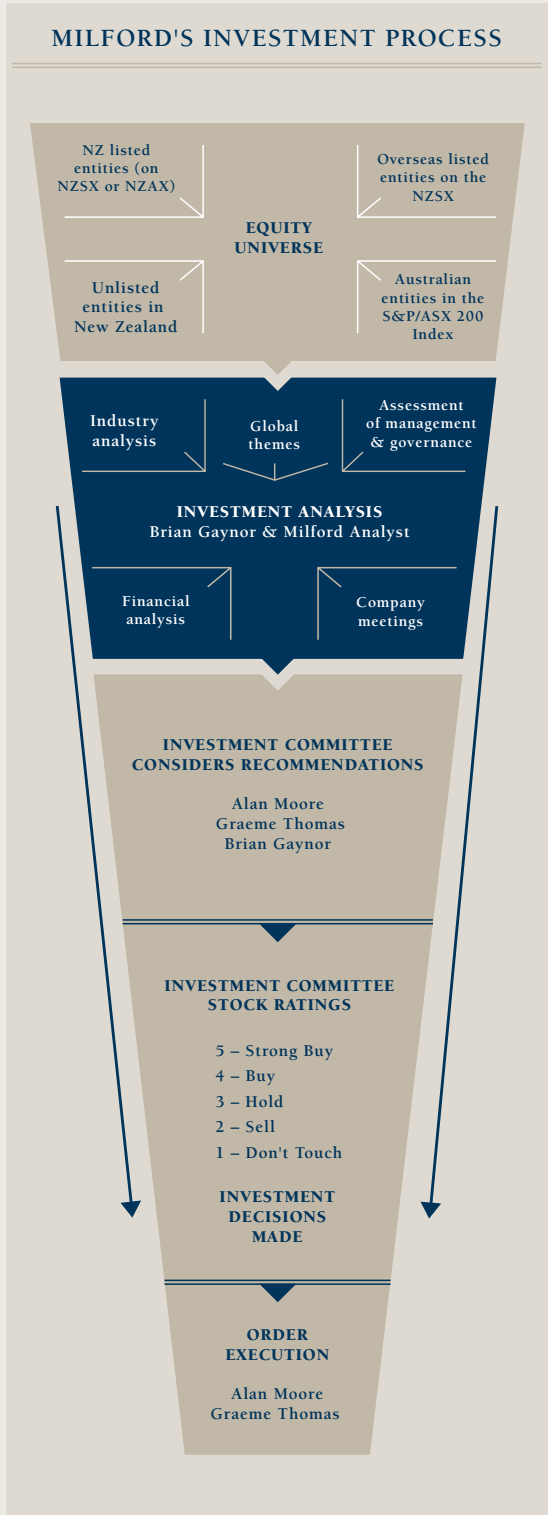 MILFORD'S INVESTMENT PROCESS
NZ listed
entities (on
NZSX or NZAX)
Overseas listed
entities on the
NZSX
EQUITY
UNIVERSE
Unlisted
entities in
New Zealand
Australian
entities in the
S&P/ASX 200
Index
Industry
analysis
Global
themes
Assessment
of management
& governance
INVESTMENT ANALYSIS
Brian Gaynor & Milford Analyst
Financial
analysis
Company
meetings
INVESTMENT COMMITTEE
CONSIDERS RECOMMENDATIONS
Alan Moore
Graeme Thomas
Brian Gaynor
INVESTMENT COMMITTEE
STOCK RATINGS
5 – Strong Buy
4 – Buy
3 – Hold
2 – Sell
1 – Don't Touch
INVESTMENT
DECISIONS
MADE
ORDER
EXECUTION
Alan Moore
Graeme Thomas